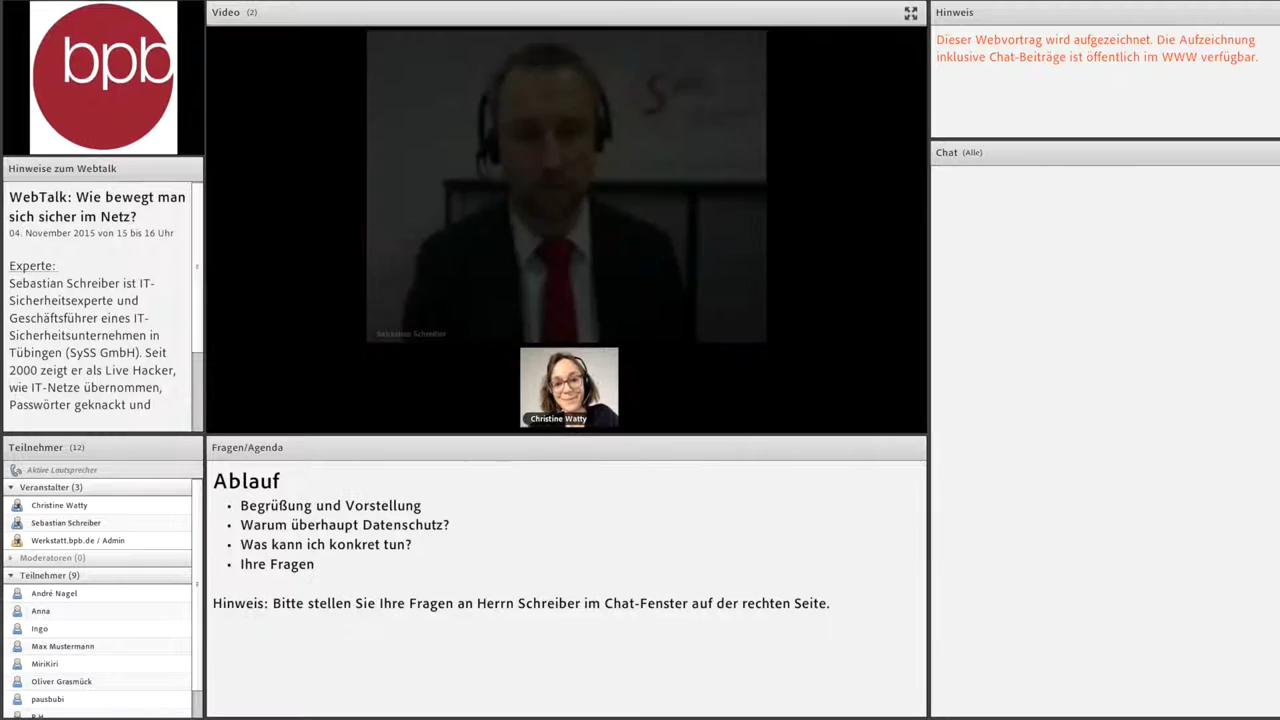 bpb
Hinweise zum Webtalk
WebTalk: Wie bewegt man
sich sicher im Netz?
04. November 2015 von 15 bis 16 Uhr
Experte:
Sebastian Schreiber ist IT-
Sicherheitsexperte und
Geschäftsführer eines IT-
Sicherheitsunternehmen in
Tübingen (SySS GmbH). Seit
2000 zeigt er als Live Hacker,
wie IT-Netze übernommen,
Passwörter geknackt und
Teilnehmer (12)
Aktive Lautsprecher
Veranstalter (3)
Christine Watty
Sebastian Schreiber
Werkstatt.bpb.de / Admin
Moderatoren (0)
Teilnehmer (9)
André Nagel
Anna
Ingo
Max Mustermann
MiriKiri
Oliver Grasmück
pausbubi
Video (2)
Sebastian Schreiber
Christine Watty
Fragen/Agenda
Ablauf
• Begrüßung und Vorstellung
• Warum überhaupt Datenschutz?
• Was kann ich konkret tun?
• Ihre Fragen
Hinweis: Bitte stellen Sie Ihre Fragen an Herrn Schreiber im Chat-Fenster auf der rechten Seite.
Hinweis
Dieser Webvortrag wird aufgezeichnet. Die Aufzeichnung
inklusive Chat-Beiträge ist öffentlich im WWW verfügbar.
Chat (Alle)